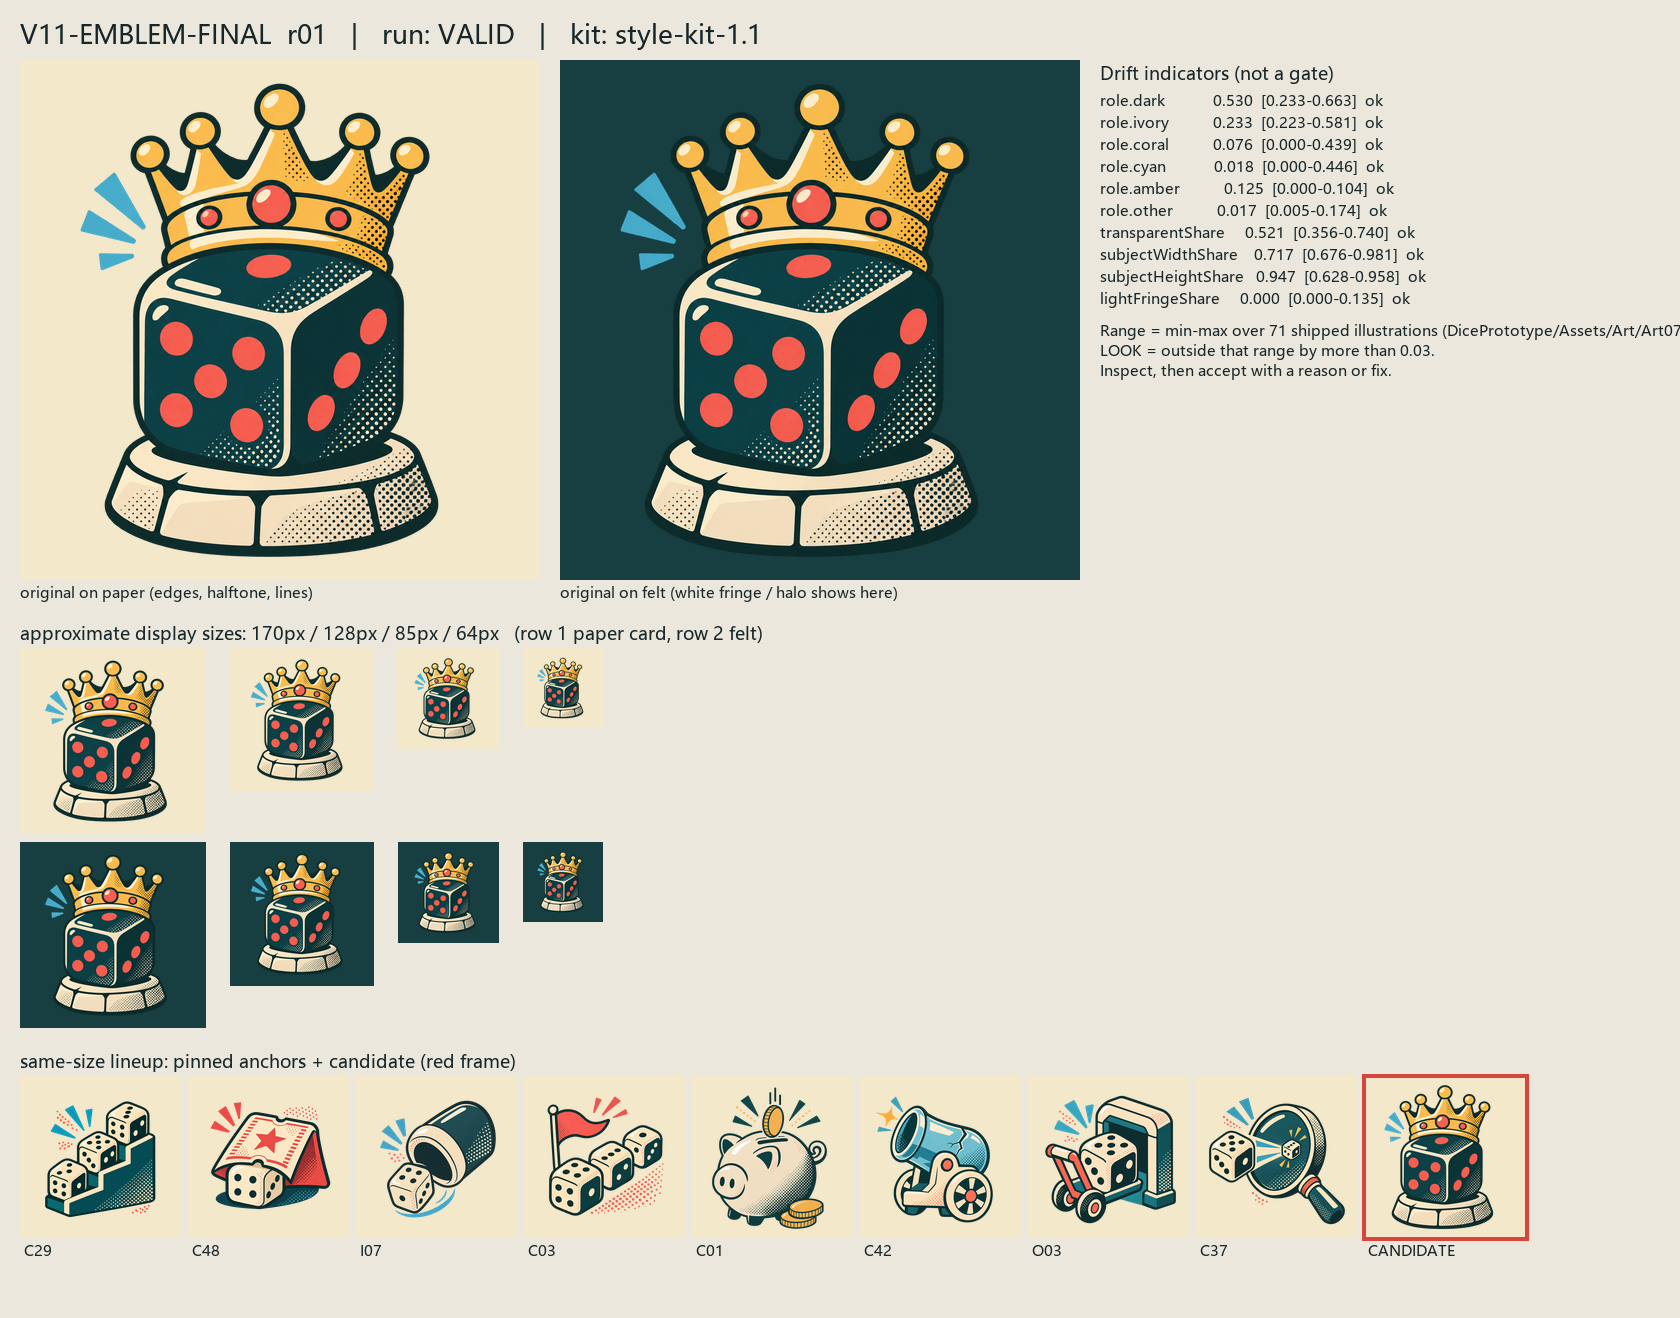 V11-EMBLEM-FINAL r01 | run: VALID | kit: style-kit-1.1
Drift indicators (not a gate)
role.dark 0.530 [0.233-0.663] ok
role.ivory 0.233 [0.223-0.581] ok
role.coral 0.076 [0.000-0.439] ok
role.cyan 0.018 [0.000-0.446] ok
role.amber 0.125 [0.000-0.104] ok
role.other 0.017 [0.005-0.174] ok
transparentShare 0.521 [0.356-0.740] ok
subjectWidthShare 0.717 [0.676-0.981] ok
subjectHeightShare 0.947 [0.628-0.958] ok
lightFringeShare 0.000 [0.000-0.135] ok
Range = min-max over 71 shipped illustrations (DicePrototype/Assets/Art/Art07
LOOK = outside that range by more than 0.03.
Inspect, then accept with a reason or fix.
original on paper (edges, halftone, lines)
original on felt (white fringe / halo shows here)
approximate display sizes: 170px / 128px / 85px / 64px (row 1 paper card, row 2 felt)
same-size lineup: pinned anchors + candidate (red frame)
C29 C48 I07 C03 C01 C42 O03 C37 CANDIDATE